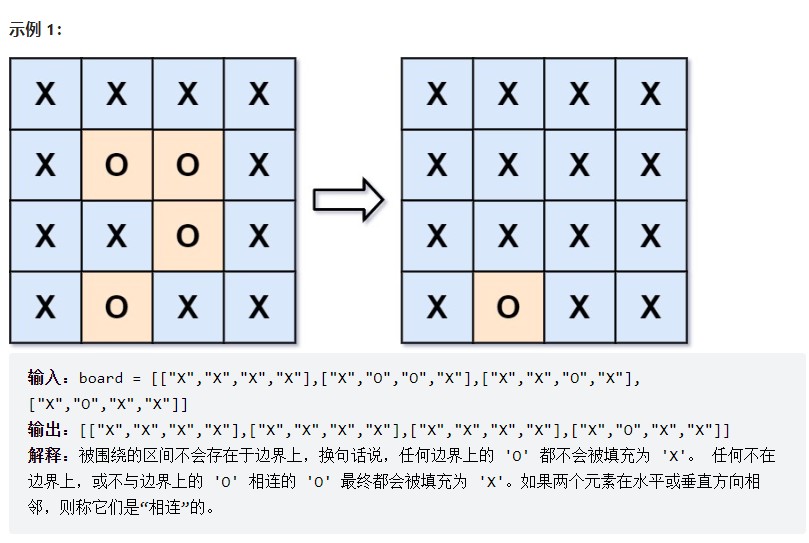 示例 1：
X X X X X X X X
X O O X X X X X
X X O X X X X X
X O X X X O X X
输入：board = [["X","X","X","X"],["X","O","O","X"],["X","X","O","X"],
["X","O","X","X"]]
输出：[["X","X","X","X"],["X","X","X","X"],["X","X","X","X"],["X","O","X","X"]]
解释：被围绕的区间不会存在于边界上，换句话说，任何边界上的 'O' 都不会被填充为 'X'。 任何不在
边界上，或不与边界上的 'O' 相连的 'O' 最终都会被填充为 'X'。如果两个元素在水平或垂直方向相
邻，则称它们是“相连”的。